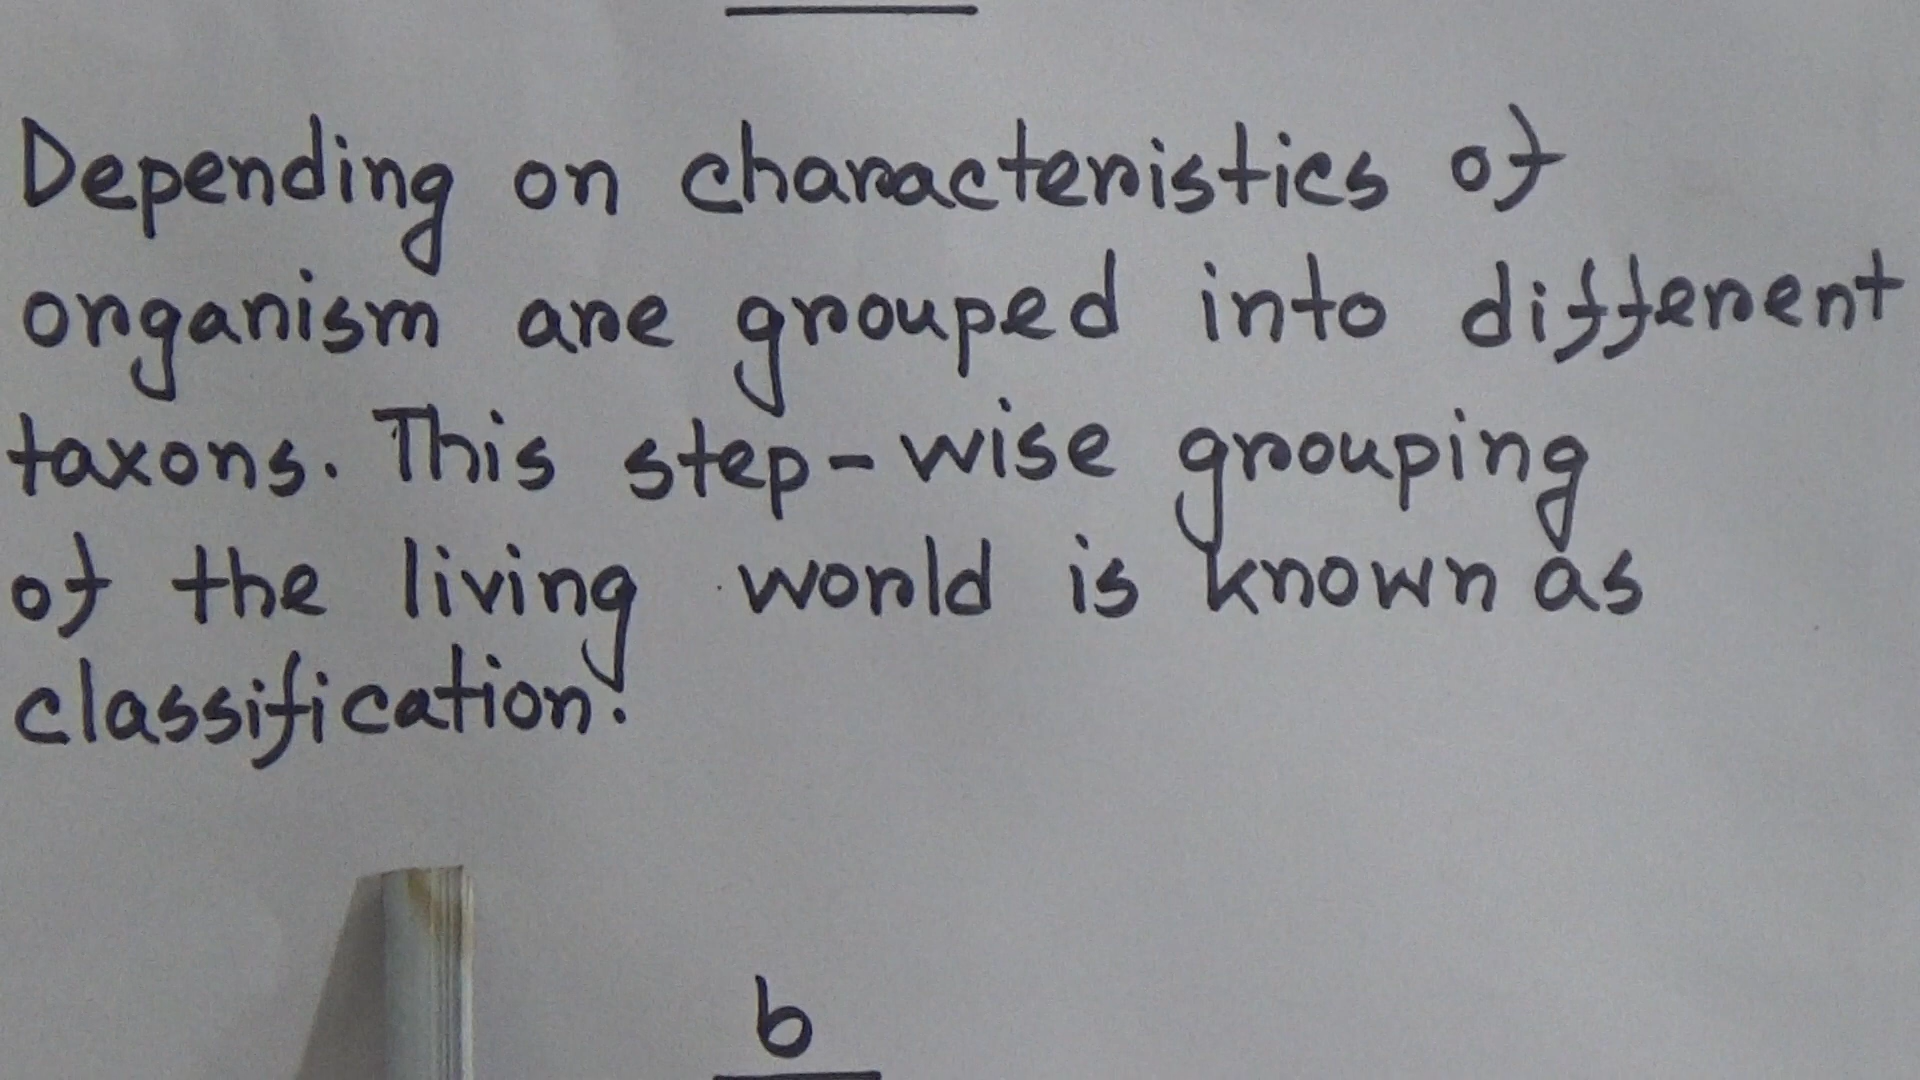 Depending on characteristics of
organism are grouped into different
taxons. This step-wise grouping
of the living world is known as
classification.
b